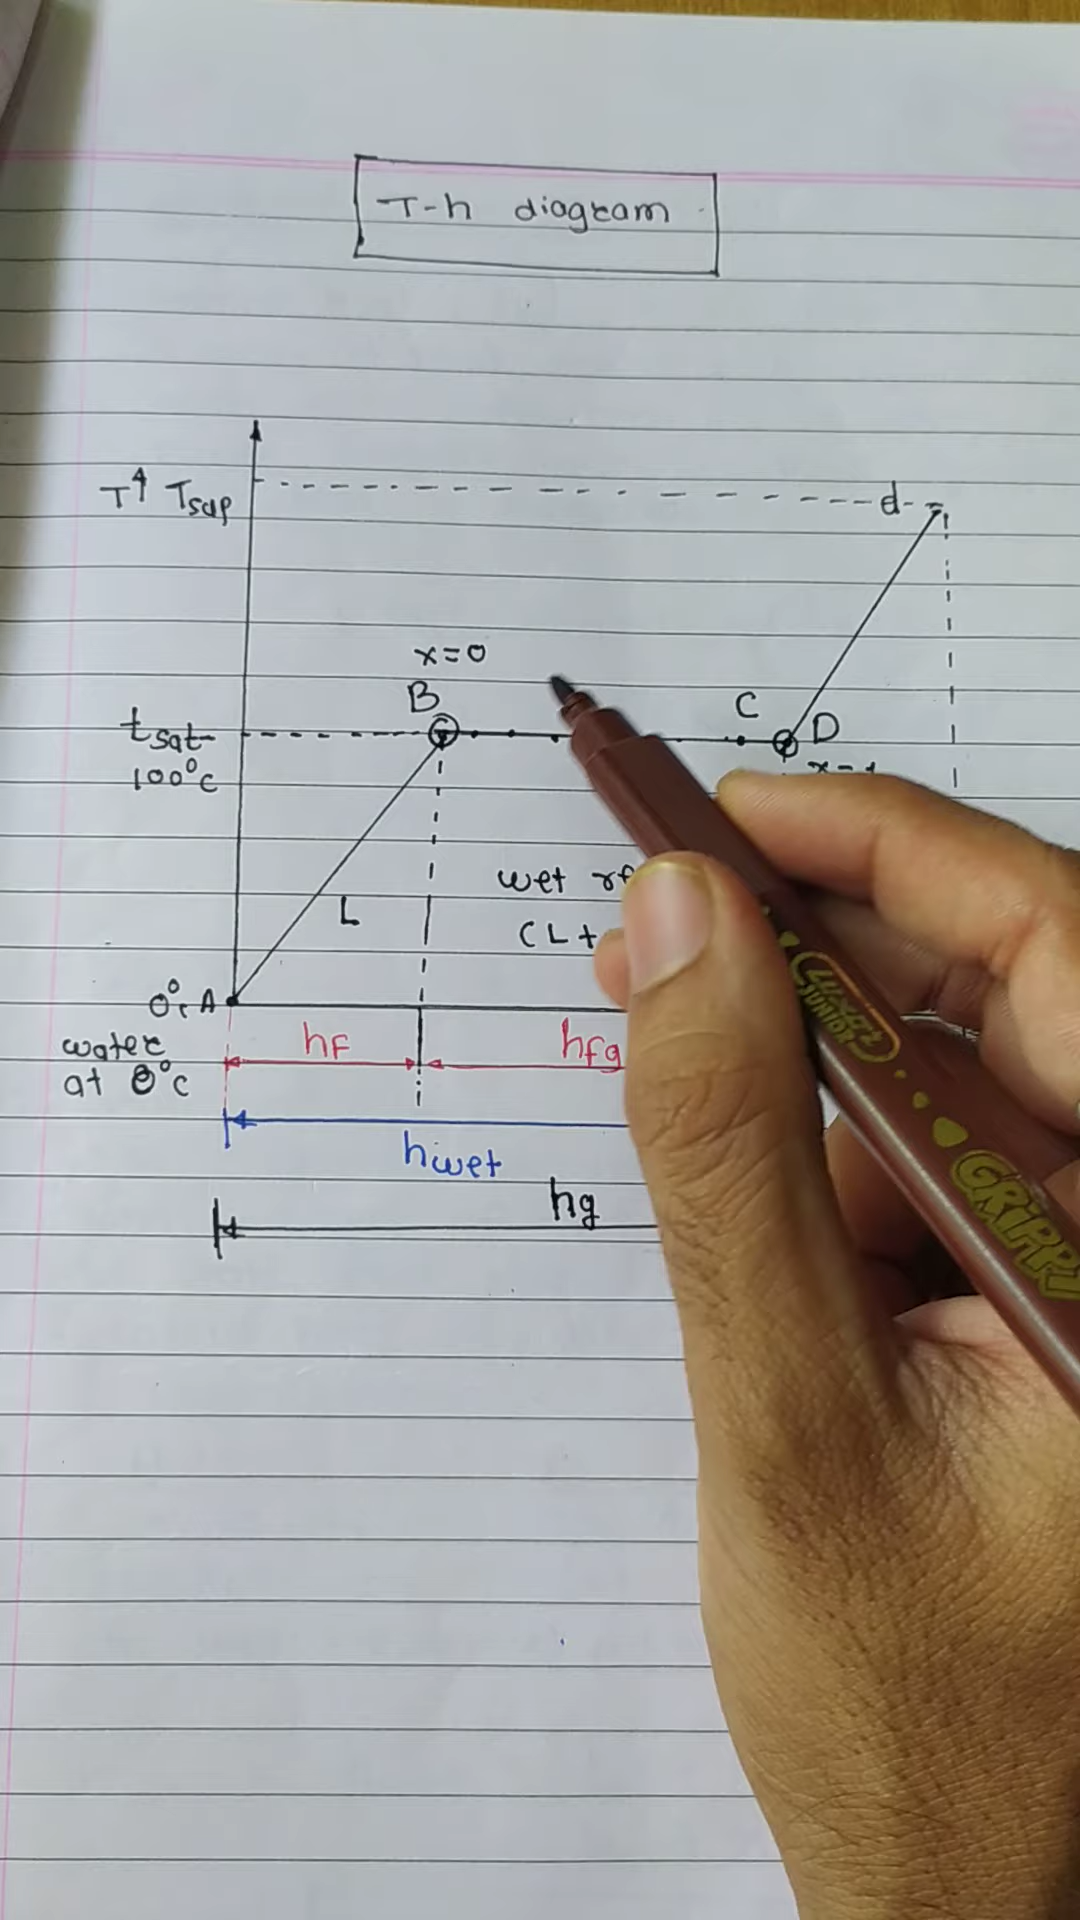 T-h diagram
T↑ Tsup
d
x=0
B
C
D
tsat
100°C
L
wet
(L+
0°c A
water
at 0°c
hf
hfg
hwet
hg
LUXOR
JUNIOR
GRIPPY